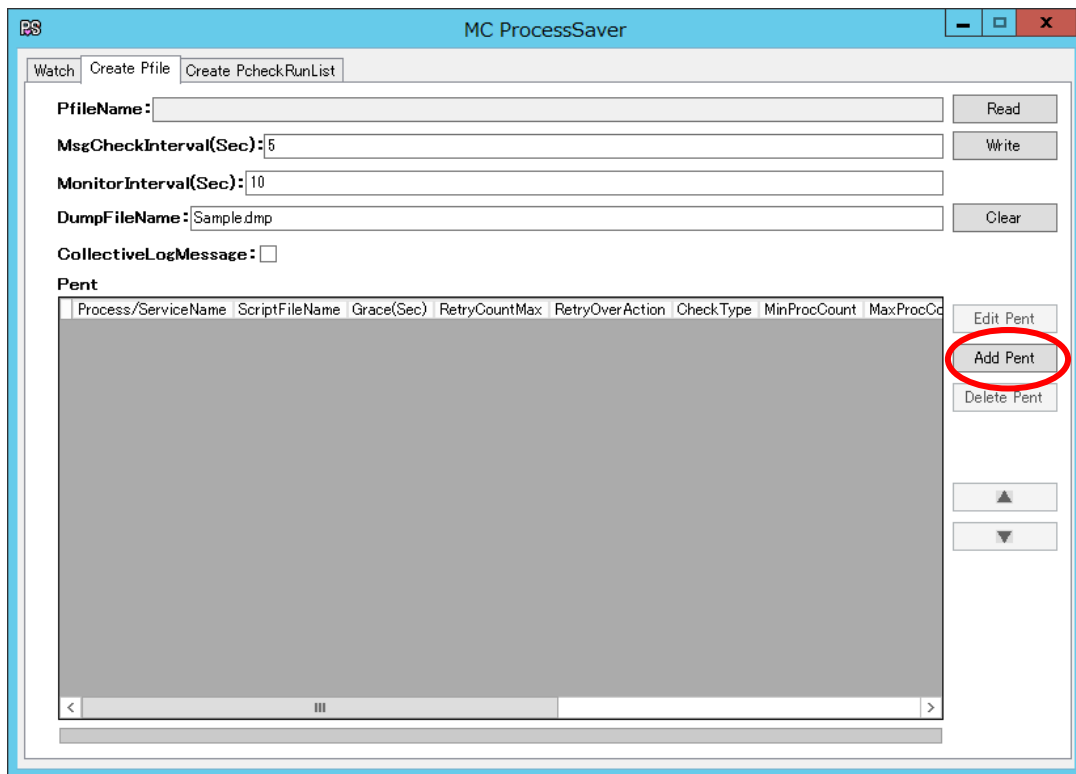 PS MC ProcessSaver
Watch Create Pfile Create PcheckRunList
PfileName: Read
MsgCheckInterval(Sec): 5 Write
MonitorInterval(Sec): 10
DumpFileName: Sample.dmp Clear
CollectiveLogMessage:
Pent
Process/ServiceName ScriptFileName Grace(Sec) RetryCountMax RetryOverAction CheckType MinProcCount MaxProcCo
Edit Pent
Add Pent
Delete Pent
▲
▼